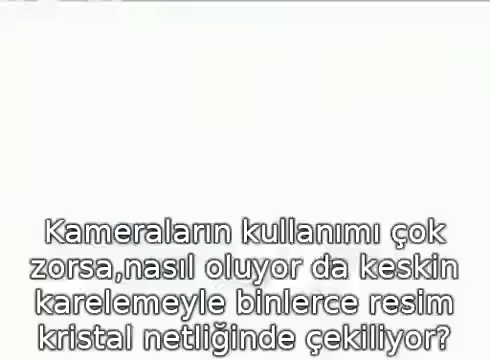 Kameraların kullanımı çok
zorsa,nasıl oluyor da keskin
karelemeyle binlerce resim
kristal netliğinde çekiliyor?